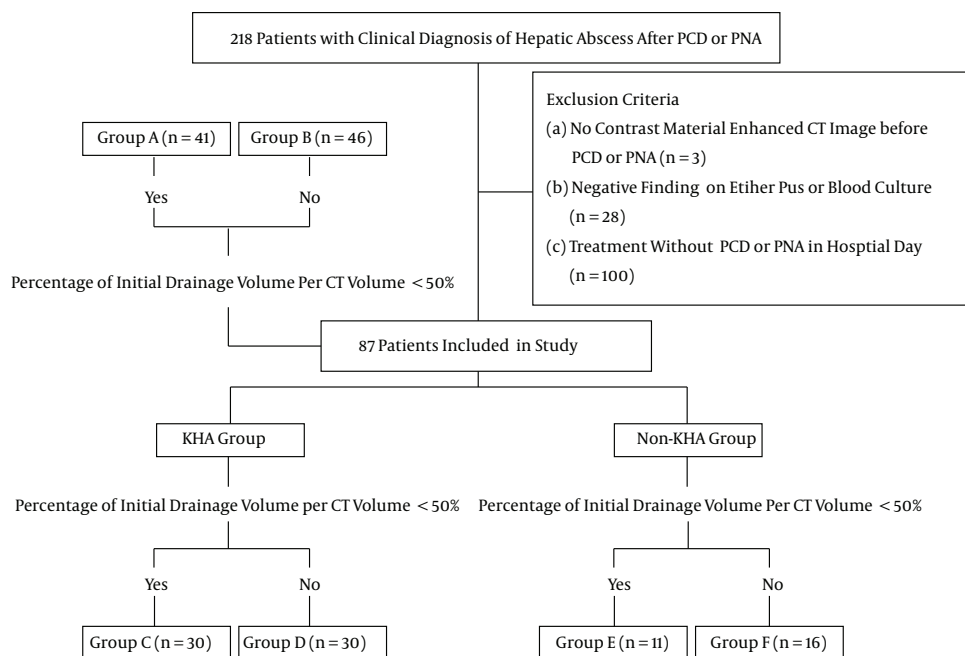 218 Patients with Clinical Diagnosis of Hepatic Abscess After PCD or PNA
Exclusion Criteria
(a) No Contrast Material Enhanced CT Image before
PCD or PNA (n = 3)
(b) Negative Finding on Etiher Pus or Blood Culture
(n = 28)
(c) Treatment Without PCD or PNA in Hosptial Day
(n = 100)
Group A (n = 41)
Group B (n = 46)
Yes
No
Percentage of Initial Drainage Volume Per CT Volume < 50%
87 Patients Included in Study
KHA Group
Non-KHA Group
Percentage of Initial Drainage Volume per CT Volume < 50%
Percentage of Initial Drainage Volume Per CT Volume < 50%
Yes
No
Yes
No
Group C (n = 30)
Group D (n = 30)
Group E (n = 11)
Group F (n = 16)